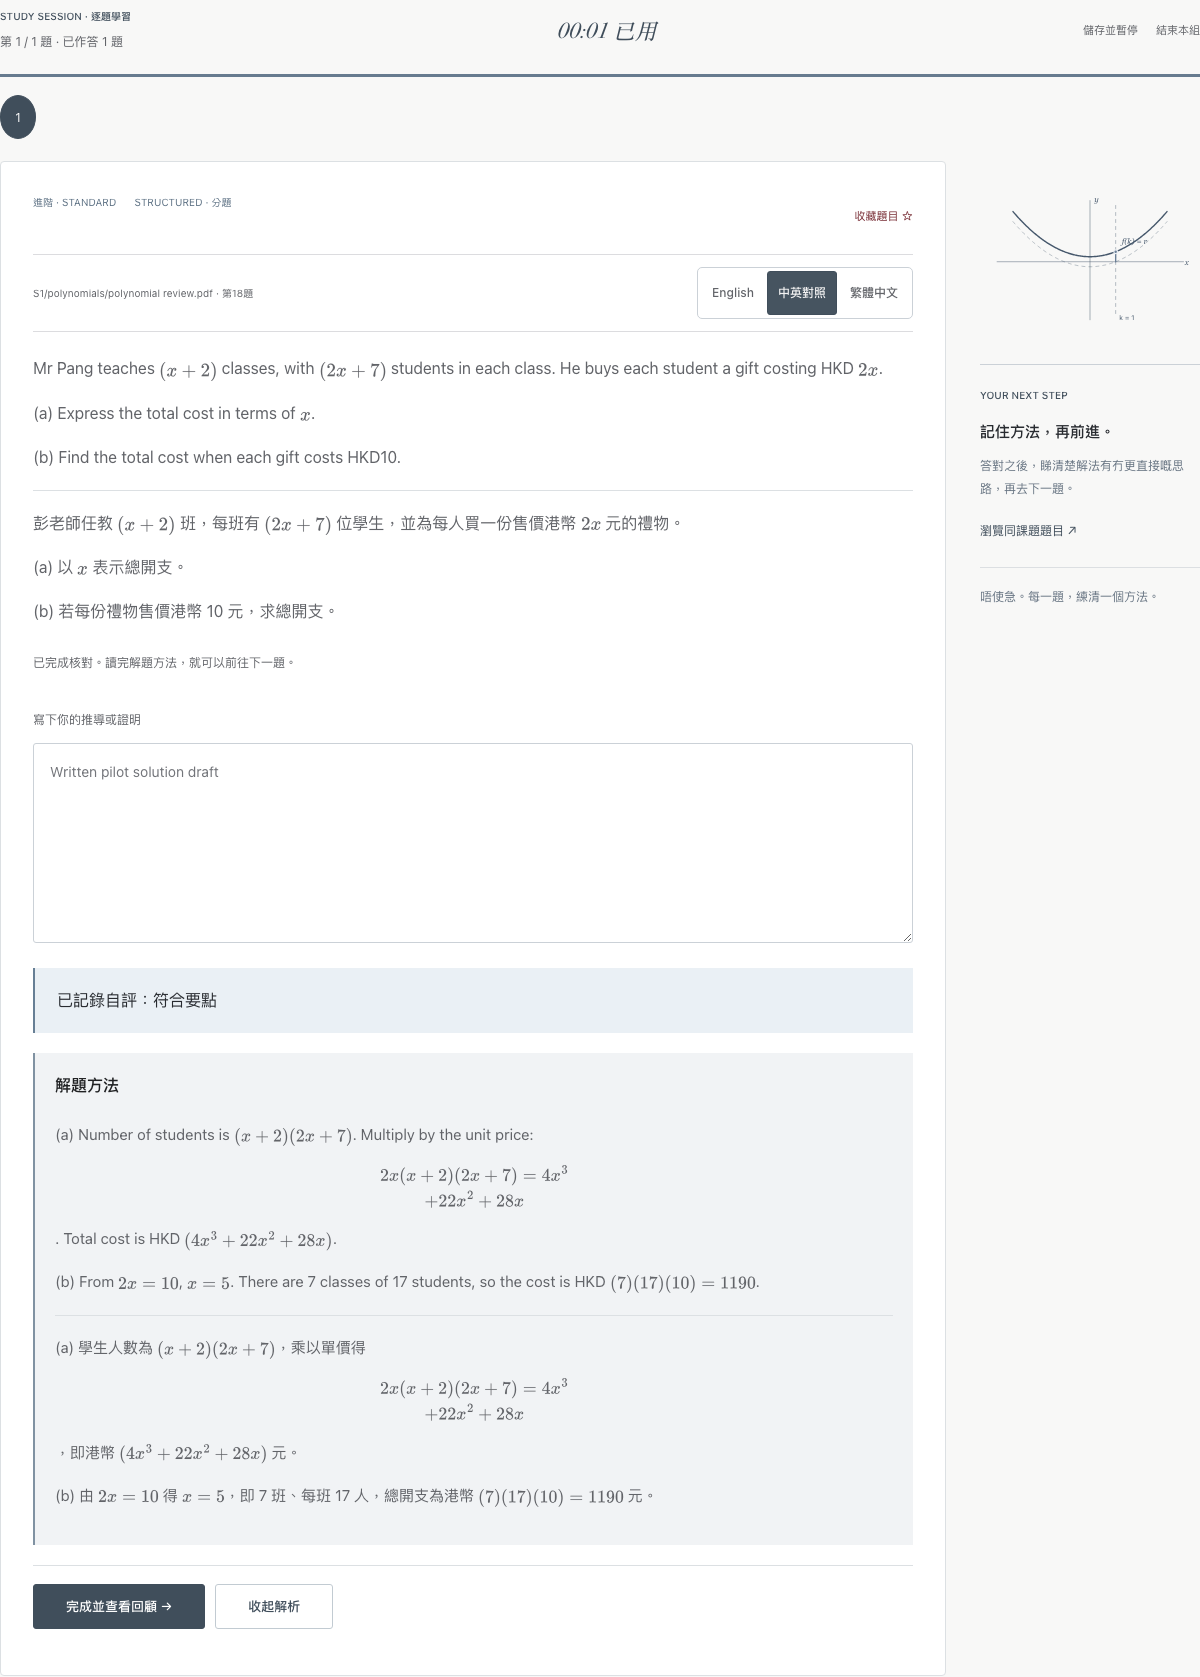 STUDY SESSION · 逐題學習
第 1 / 1 題 · 已作答 1 題
00:01 已用
儲存並暫停
結束本組
1
進階 · STANDARD
STRUCTURED · 分題
收藏題目 ☆
S1/polynomials/polynomial review.pdf · 第18題
English
中英對照
繁體中文
Mr Pang teaches (x + 2) classes, with (2x + 7) students in each class. He buys each student a gift costing HKD 2x.
(a) Express the total cost in terms of x.
(b) Find the total cost when each gift costs HKD10.
彭老師任教 (x + 2) 班，每班有 (2x + 7) 位學生，並為每人買一份售價港幣 2x 元的禮物。
(a) 以 x 表示總開支。
(b) 若每份禮物售價港幣 10 元，求總開支。
已完成核對。讀完解題方法，就可以前往下一題。
寫下你的推導或證明
Written pilot solution draft
已記錄自評：符合要點
解題方法
(a) Number of students is (x + 2)(2x + 7). Multiply by the unit price:
2x(x + 2)(2x + 7) = 4x³
+22x² + 28x
. Total cost is HKD (4x³ + 22x² + 28x).
(b) From 2x = 10, x = 5. There are 7 classes of 17 students, so the cost is HKD (7)(17)(10) = 1190.
(a) 學生人數為 (x + 2)(2x + 7)，乘以單價得
2x(x + 2)(2x + 7) = 4x³
+22x² + 28x
，即港幣 (4x³ + 22x² + 28x) 元。
(b) 由 2x = 10 得 x = 5，即 7 班、每班 17 人，總開支為港幣 (7)(17)(10) = 1190 元。
完成並查看回顧 →
收起解析
y
f(k) = r
x
k = 1
YOUR NEXT STEP
記住方法，再前進。
答對之後，睇清楚解法有冇更直接嘅思
路，再去下一題。
瀏覽同課題題目 ↗
唔使急。每一題，練清一個方法。